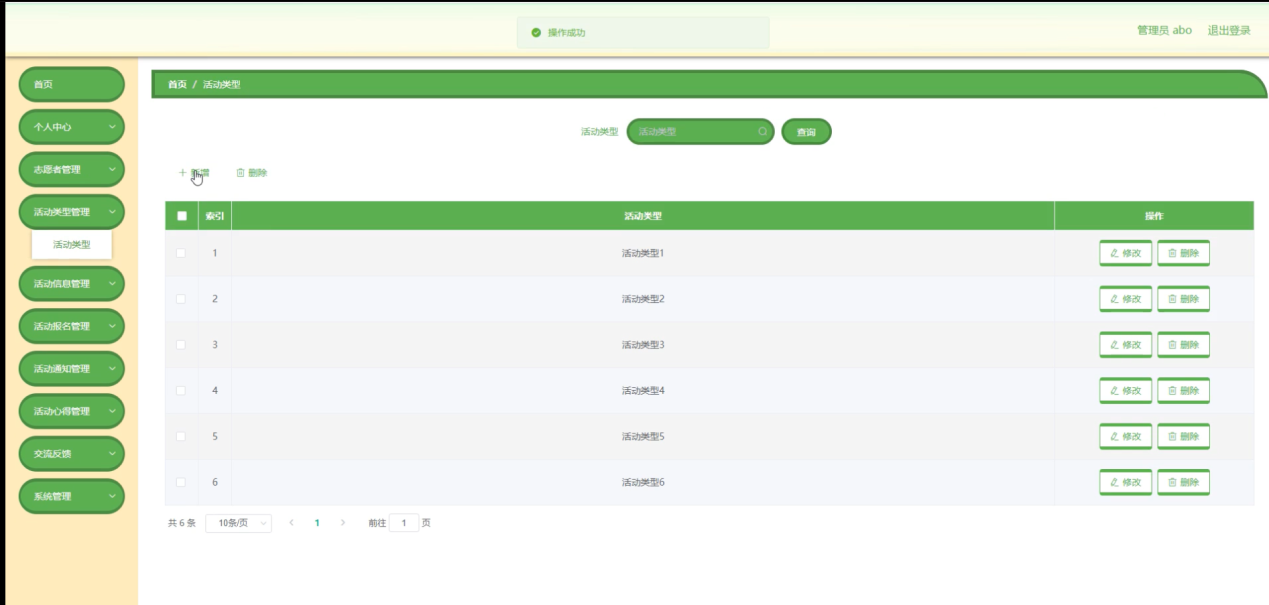 操作成功
管理员 abo 退出登录
首页
个人中心
志愿者管理
活动类型管理
活动类型
活动信息管理
活动报名管理
活动通知管理
活动心得管理
交流反馈
系统管理
首页 / 活动类型
活动类型 活动类型 查询
删除
索引 活动类型 操作
1 活动类型1 修改 删除
2 活动类型2 修改 删除
3 活动类型3 修改 删除
4 活动类型4 修改 删除
5 活动类型5 修改 删除
6 活动类型6 修改 删除
共 6 条 10条/页 < 1 > 前往 1 页